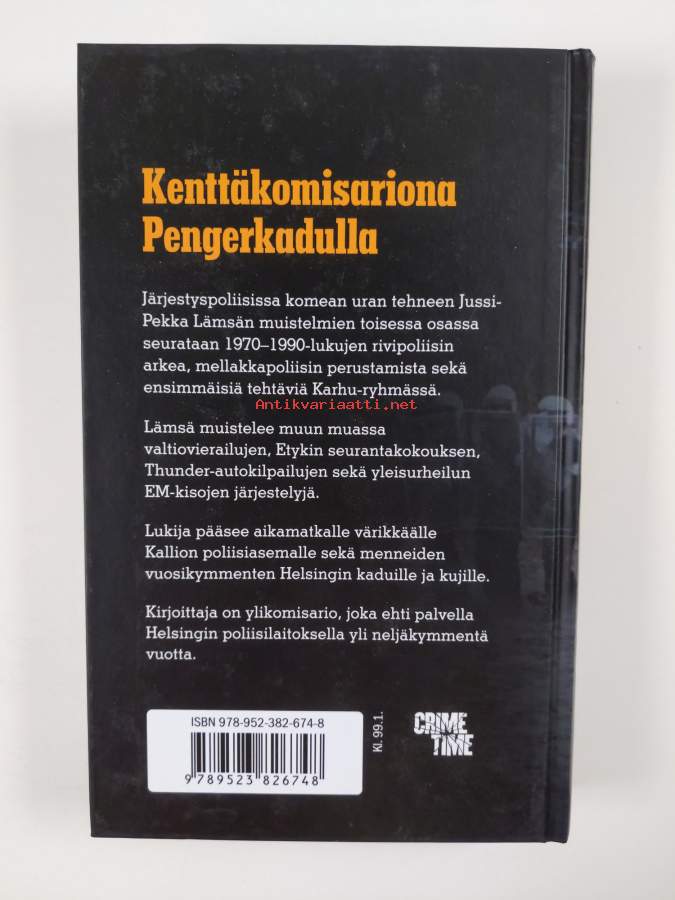 Kenttäkomisariona
Pengerkadulla
Järjestyspoliisissa komean uran tehneen Jussi-
Pekka Lämsän muistelmien toisessa osassa
seurataan 1970–1990-lukujen rivipoliisin
arkea, mellakkapoliisin perustamista sekä
ensimmäisiä tehtäviä Karhu-ryhmässä.
Antikvariaatti.net
Lämsä muistelee muun muassa
valtiovierailujen, Etykin seurantakokouksen,
Thunder-autokilpailujen sekä yleisurheilun
EM-kisojen järjestelyjä.
Lukija pääsee aikamatkalle värikkäälle
Kallion poliisiasemalle sekä menneiden
vuosikymmenten Helsingin kaduille ja kujille.
Kirjoittaja on ylikomisario, joka ehti palvella
Helsingin poliisilaitoksella yli neljäkymmentä
vuotta.
ISBN 978-952-382-674-8
9 789523 826748
Kl. 99.1.
CRIME
TIME